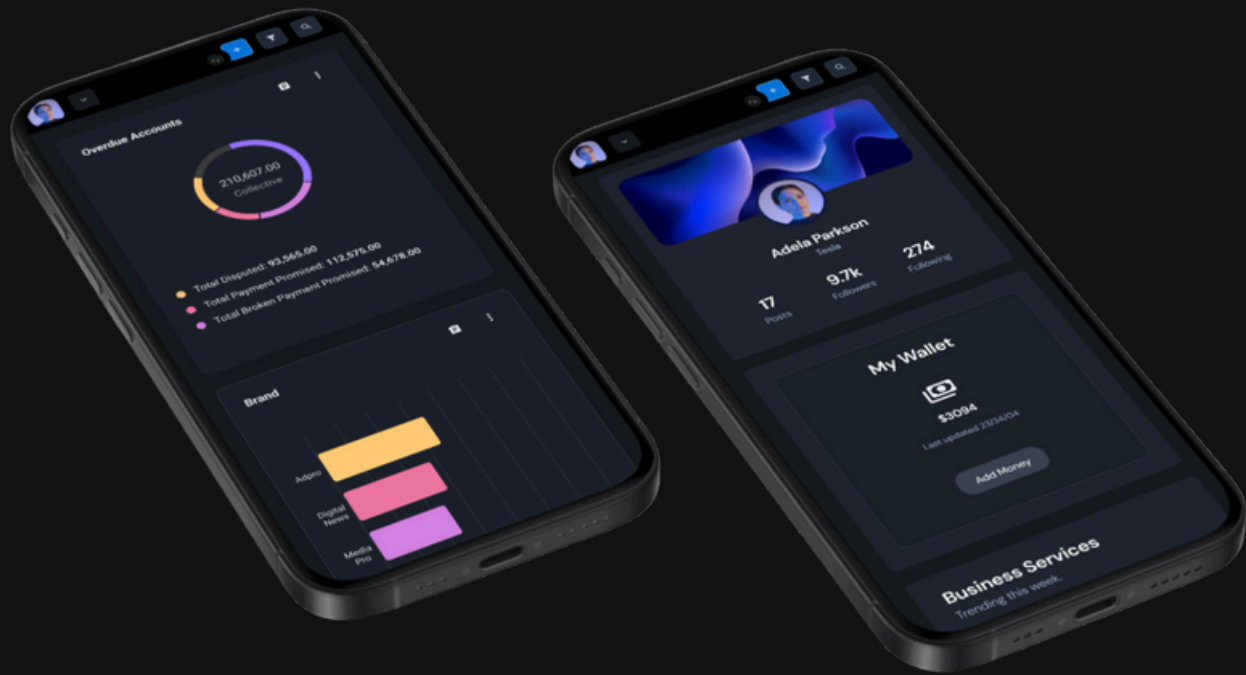 Overdue Accounts
210,607.00
Collective
Total Disputed: 93,565.00
Total Payment Promised: 112,575.00
Total Broken Payment Promised: 54,678.00
Brand
Adpro
Digital
News
Media
Pro
Adela Parkson
Tesla
17
Posts
9.7k
Followers
274
Following
My Wallet
$3094
Last updated 23/34/04
Add Money
Business Services
Trending this week.